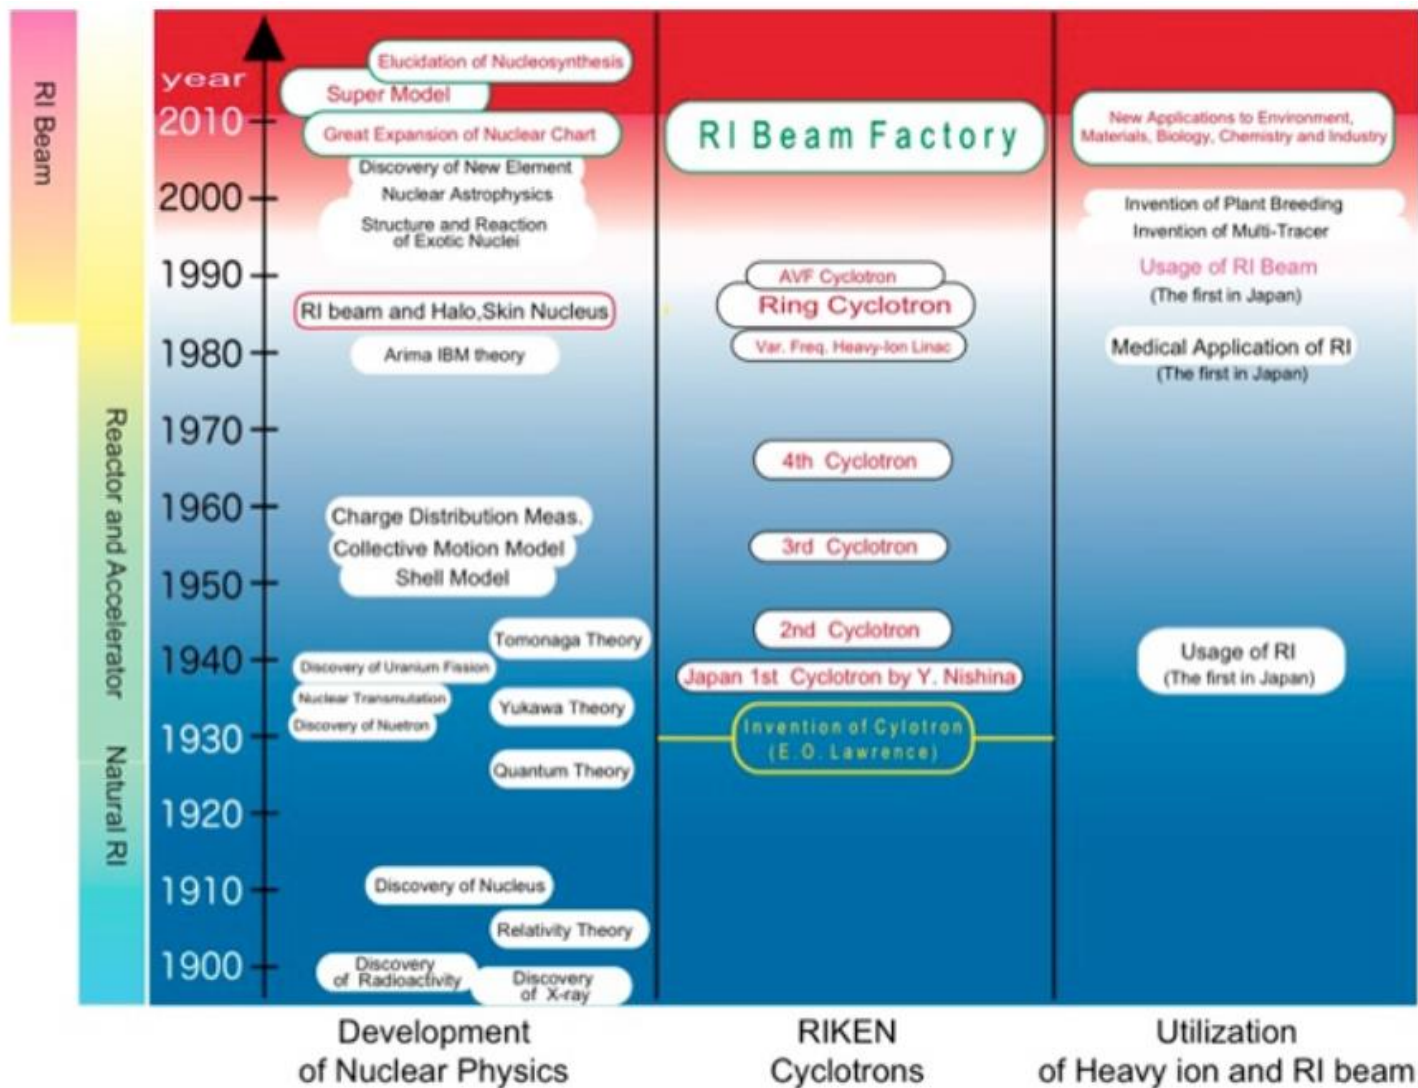 RI Beam
Reactor and Accelerator
Natural RI
year
2010
2000
1990
1980
1970
1960
1950
1940
1930
1920
1910
1900
Elucidation of Nucleosynthesis
Super Model
Great Expansion of Nuclear Chart
Discovery of New Element
Nuclear Astrophysics
Structure and Reaction
of Exotic Nuclei
RI beam and Halo,Skin Nucleus
Arima IBM theory
Charge Distribution Meas.
Collective Motion Model
Shell Model
Tomonaga Theory
Discovery of Uranium Fission
Nuclear Transmutation
Yukawa Theory
Discovery of Nuetron
Quantum Theory
Discovery of Nucleus
Relativity Theory
Discovery
of Radioactivity
Discovery
of X-ray
Development
of Nuclear Physics
RI Beam Factory
AVF Cyclotron
Ring Cyclotron
Var. Freq. Heavy-Ion Linac
4th Cyclotron
3rd Cyclotron
2nd Cyclotron
Japan 1st Cyclotron by Y. Nishina
Invention of Cylotron
(E.O. Lawrence)
RIKEN
Cyclotrons
New Applications to Environment,
Materials, Biology, Chemistry and Industry
Invention of Plant Breeding
Invention of Multi-Tracer
Usage of RI Beam
(The first in Japan)
Medical Application of RI
(The first in Japan)
Usage of RI
(The first in Japan)
Utilization
of Heavy ion and RI beam